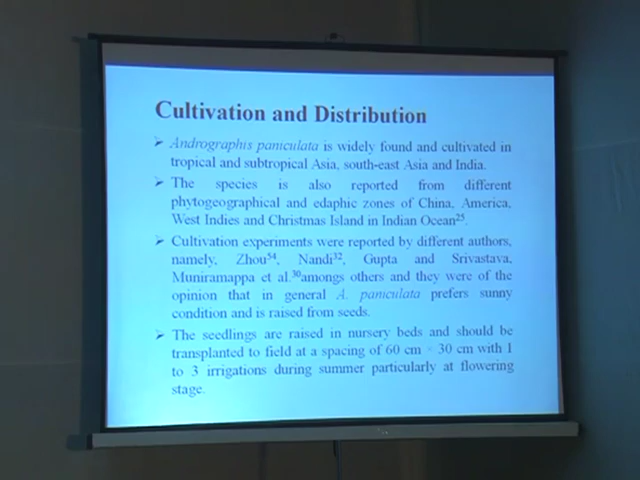 Cultivation and Distribution
➢ Andrographis paniculata is widely found and cultivated in
tropical and subtropical Asia, south-east Asia and India.
➢ The species is also reported from different
phytogeographical and edaphic zones of China, America,
West Indies and Christmas Island in Indian Ocean²⁵.
➢ Cultivation experiments were reported by different authors,
namely, Zhou⁵⁴, Nandi³², Gupta and Srivastava,
Muniramappa et al.³⁰amongs others and they were of the
opinion that in general A. paniculata prefers sunny
condition and is raised from seeds.
➢ The seedlings are raised in nursery beds and should be
transplanted to field at a spacing of 60 cm × 30 cm with 1
to 3 irrigations during summer particularly at flowering
stage.